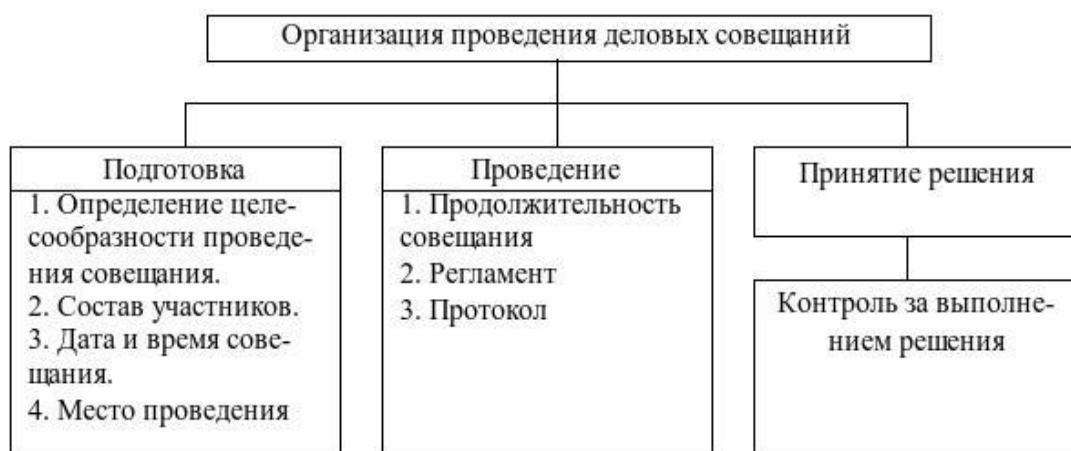 Организация проведения деловых совещаний
Подготовка
1. Определение целе-
сообразности проведе-
ния совещания.
2. Состав участников.
3. Дата и время сове-
щания.
4. Место проведения
Проведение
1. Продолжительность
совещания
2. Регламент
3. Протокол
Принятие решения
Контроль за выполне-
нием решения